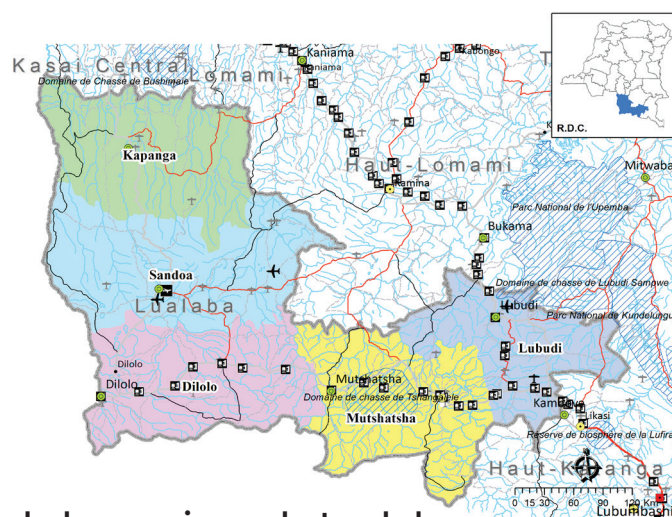 Kaniama
Kaniama
Kabongo
Kasai Central
Lomami
Domaine de Chasse de Bushimaie
R.D.C.
Kapanga
Haut-Lomami
Kamina
Mitwaba
Parc National de l'Upemba
Bukama
Sandoa
Domaine de chasse de Lubudi Sampwe
Lualaba
Lubudi
Parc National de Kundelungu
Lubudi
Dilolo
Dilolo
Dilolo
Mutshatsha
Domaine de chasse de Tshangalele
Mutshatsha
Likasi
Réserve de biosphère de la Lufira
Haut-Katanga
0 15 30 60 90 120 Km
Lubumbashi